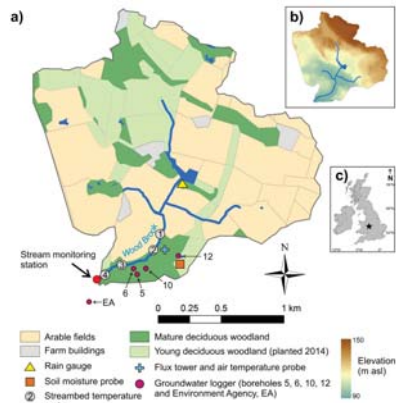 a)
b)
c)
N
Wood Brook
1
2
3
4
Stream monitoring
station
12
10
6
5
EA
N
0 0.25 0.5 1 km
Arable fields
Farm buildings
Rain gauge
Soil moisture probe
Streambed temperature
Mature deciduous woodland
Young deciduous woodland (planted 2014)
Flux tower and air temperature probe
Groundwater logger (boreholes 5, 6, 10, 12
and Environment Agency, EA)
150
Elevation
(m asl)
90